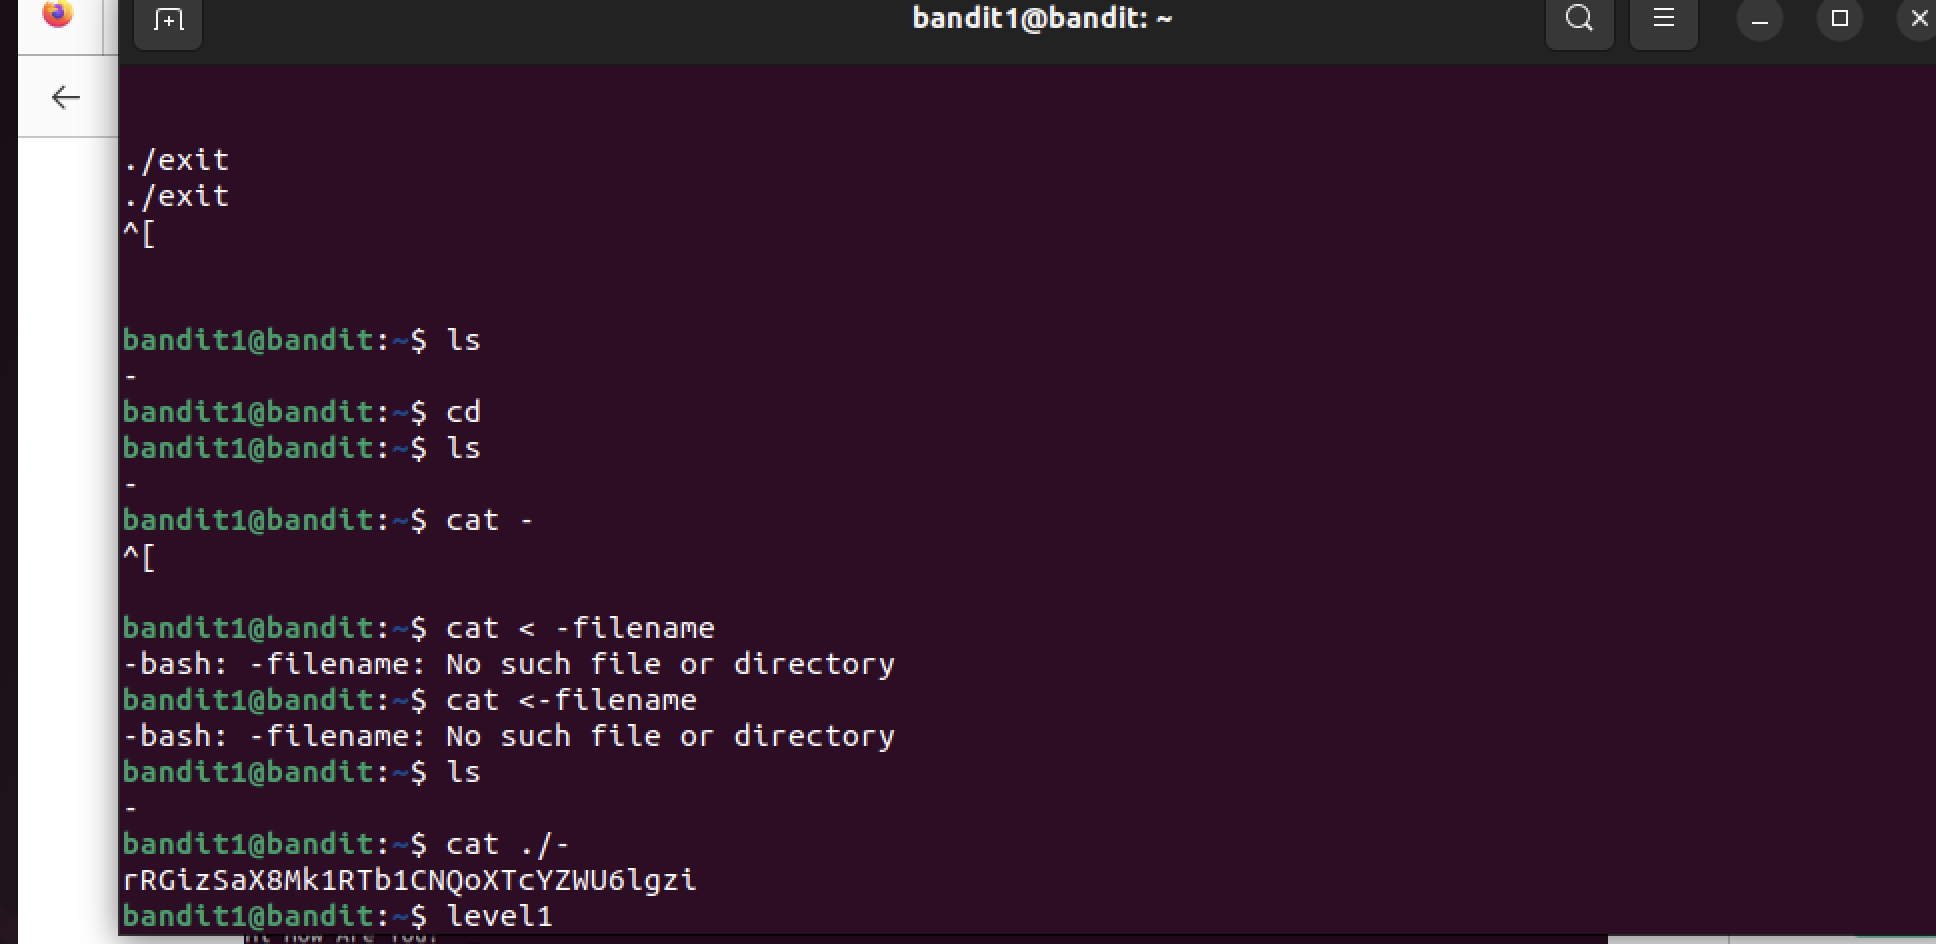 bandit1@bandit: ~
./exit
./exit
^[
bandit1@bandit:~$ ls
-
bandit1@bandit:~$ cd
bandit1@bandit:~$ ls
-
bandit1@bandit:~$ cat -
^[
bandit1@bandit:~$ cat < -filename
-bash: -filename: No such file or directory
bandit1@bandit:~$ cat <-filename
-bash: -filename: No such file or directory
bandit1@bandit:~$ ls
-
bandit1@bandit:~$ cat ./-
rRGizSaX8Mk1RTb1CNQoXTcYZWU6lgzi
bandit1@bandit:~$ level1